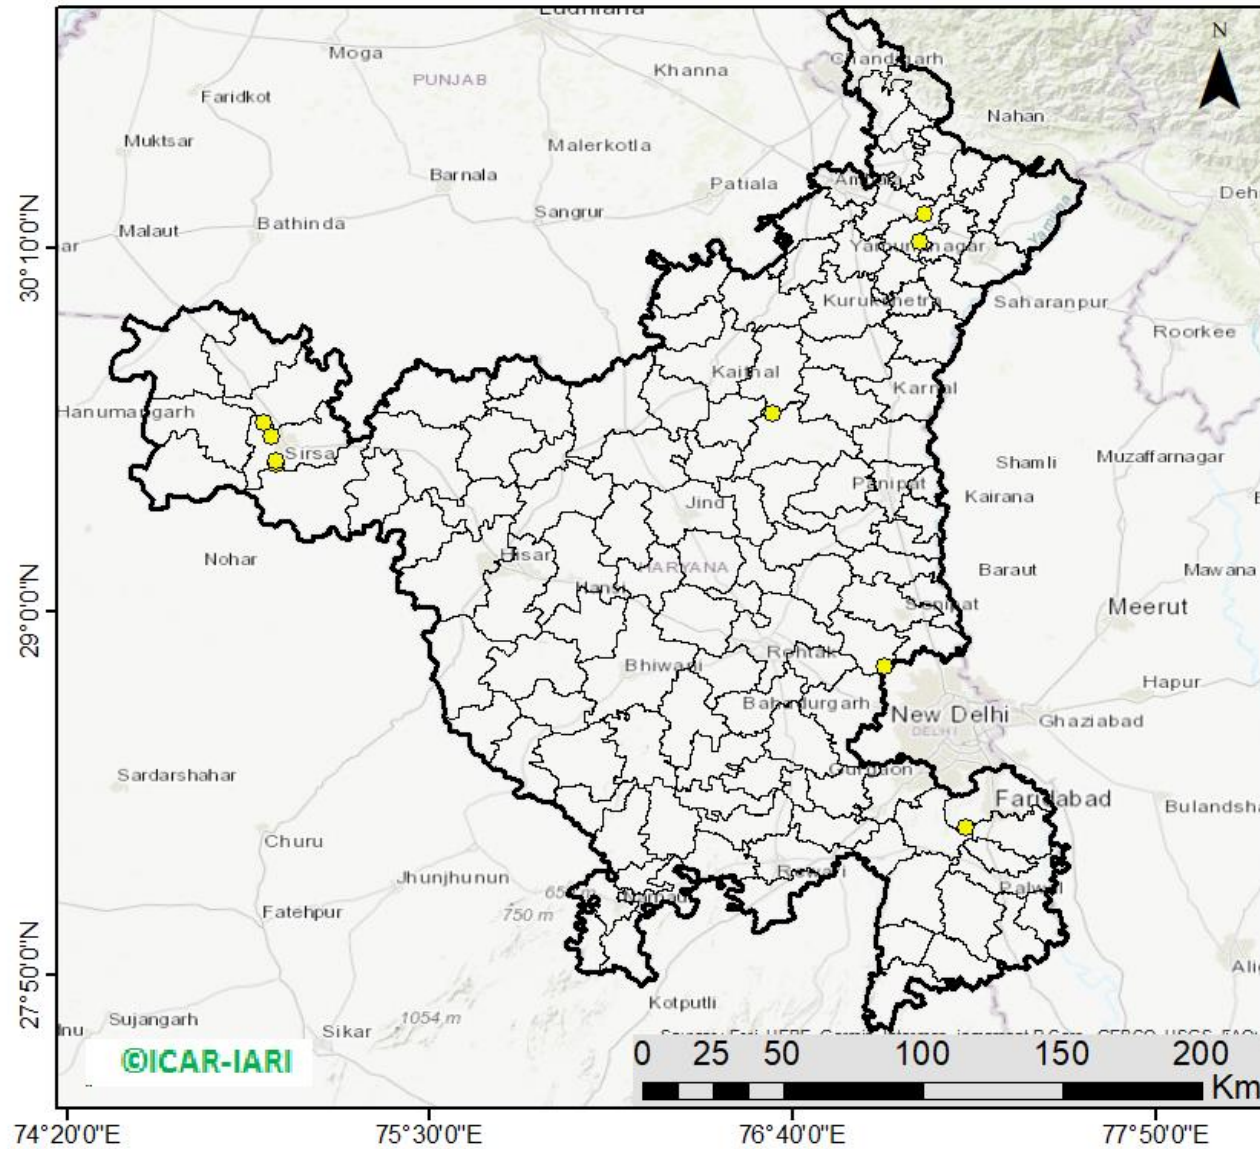 Ludhiana
N
Moga
PUNJAB
Khanna
Chandigarh
Faridkot
Nahan
Muktsar
Malerkotla
Barnala
Patiala
Ambala
Sangrur
Bathinda
Malaut
Yamuna
Yamunanagar
30°10'0"N
Kurukshetra
Saharanpur
Roorkee
Kaithal
Karnal
Hanumangarh
Sirsa
Shamli
Muzaffarnagar
Panipat
Kairana
Jind
Nohar
Hisar
HARYANA
Baraut
Mawana
Hansi
Sonipat
Meerut
29°0'0"N
Rohtak
Bhiwani
Hapur
Bahadurgarh
New Delhi
Ghaziabad
DELHI
Gurgaon
Sardarshahar
Faridabad
Bulandsha
Churu
Jhunjhunun
Rewari
Palwal
Narnaul
750 m
Fatehpur
27°50'0"N
Kotputli
Sujangarh
1054 m
Sikar
©ICAR-IARI
0 25 50 100 150 200
Km
74°20'0"E 75°30'0"E 76°40'0"E 77°50'0"E